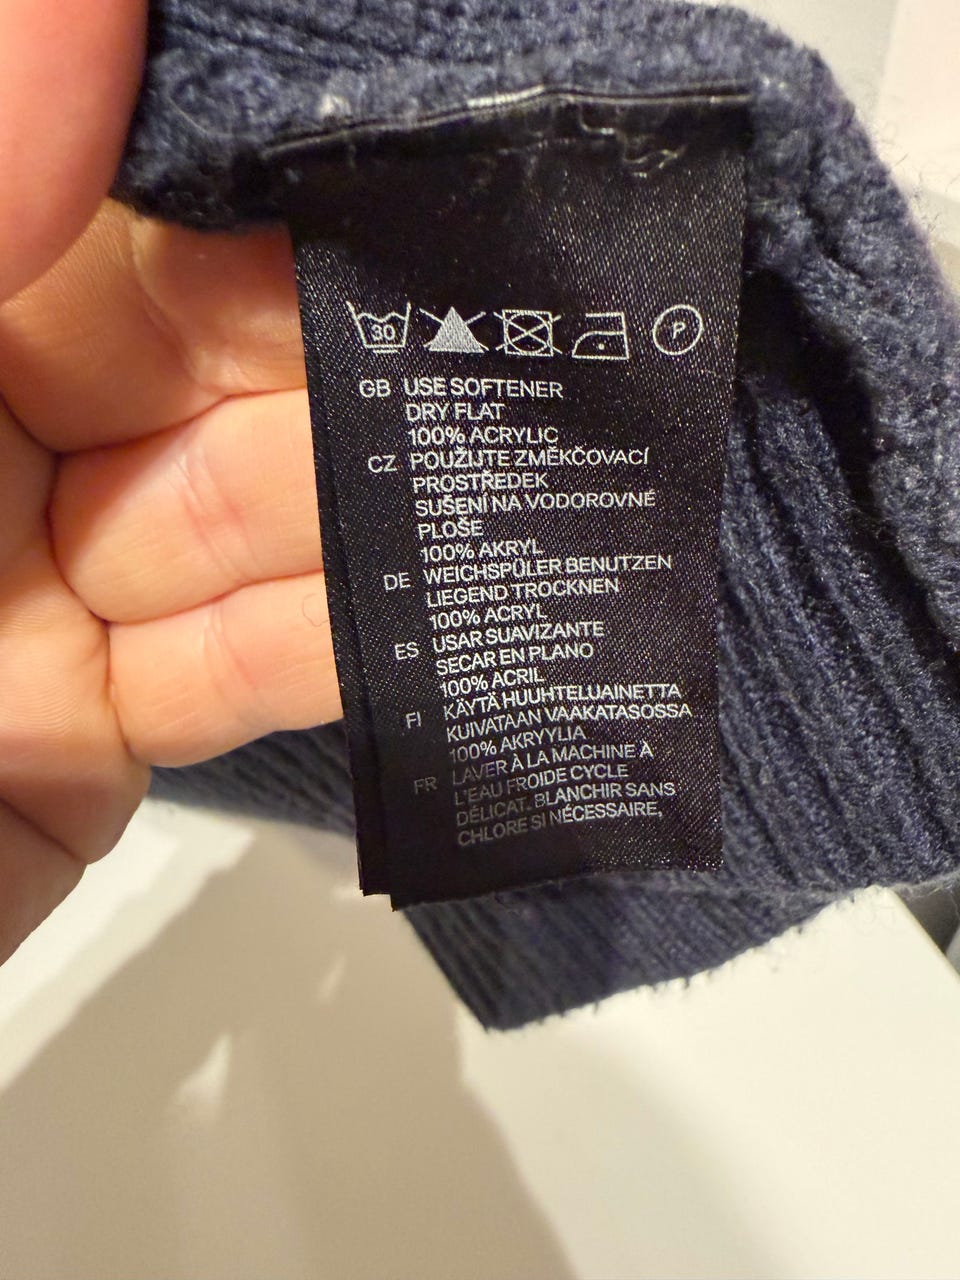 30
P
GB USE SOFTENER
DRY FLAT
100% ACRYLIC
CZ POUŽIJTE ZMĚKČOVACÍ
PROSTŘEDEK
SUŠENÍ NA VODOROVNÉ
PLOŠE
100% AKRYL
DE WEICHSPÜLER BENUTZEN
LIEGEND TROCKNEN
100% ACRYL
ES USAR SUAVIZANTE
SECAR EN PLANO
100% ACRIL
FI KÄYTÄ HUUHTELUAINETTA
KUIVATAAN VAAKATASOSSA
100% AKRYYLIA
FR LAVER À LA MACHINE À
L'EAU FROIDE CYCLE
DÉLICAT. BLANCHIR SANS
CHLORE SI NÉCESSAIRE,